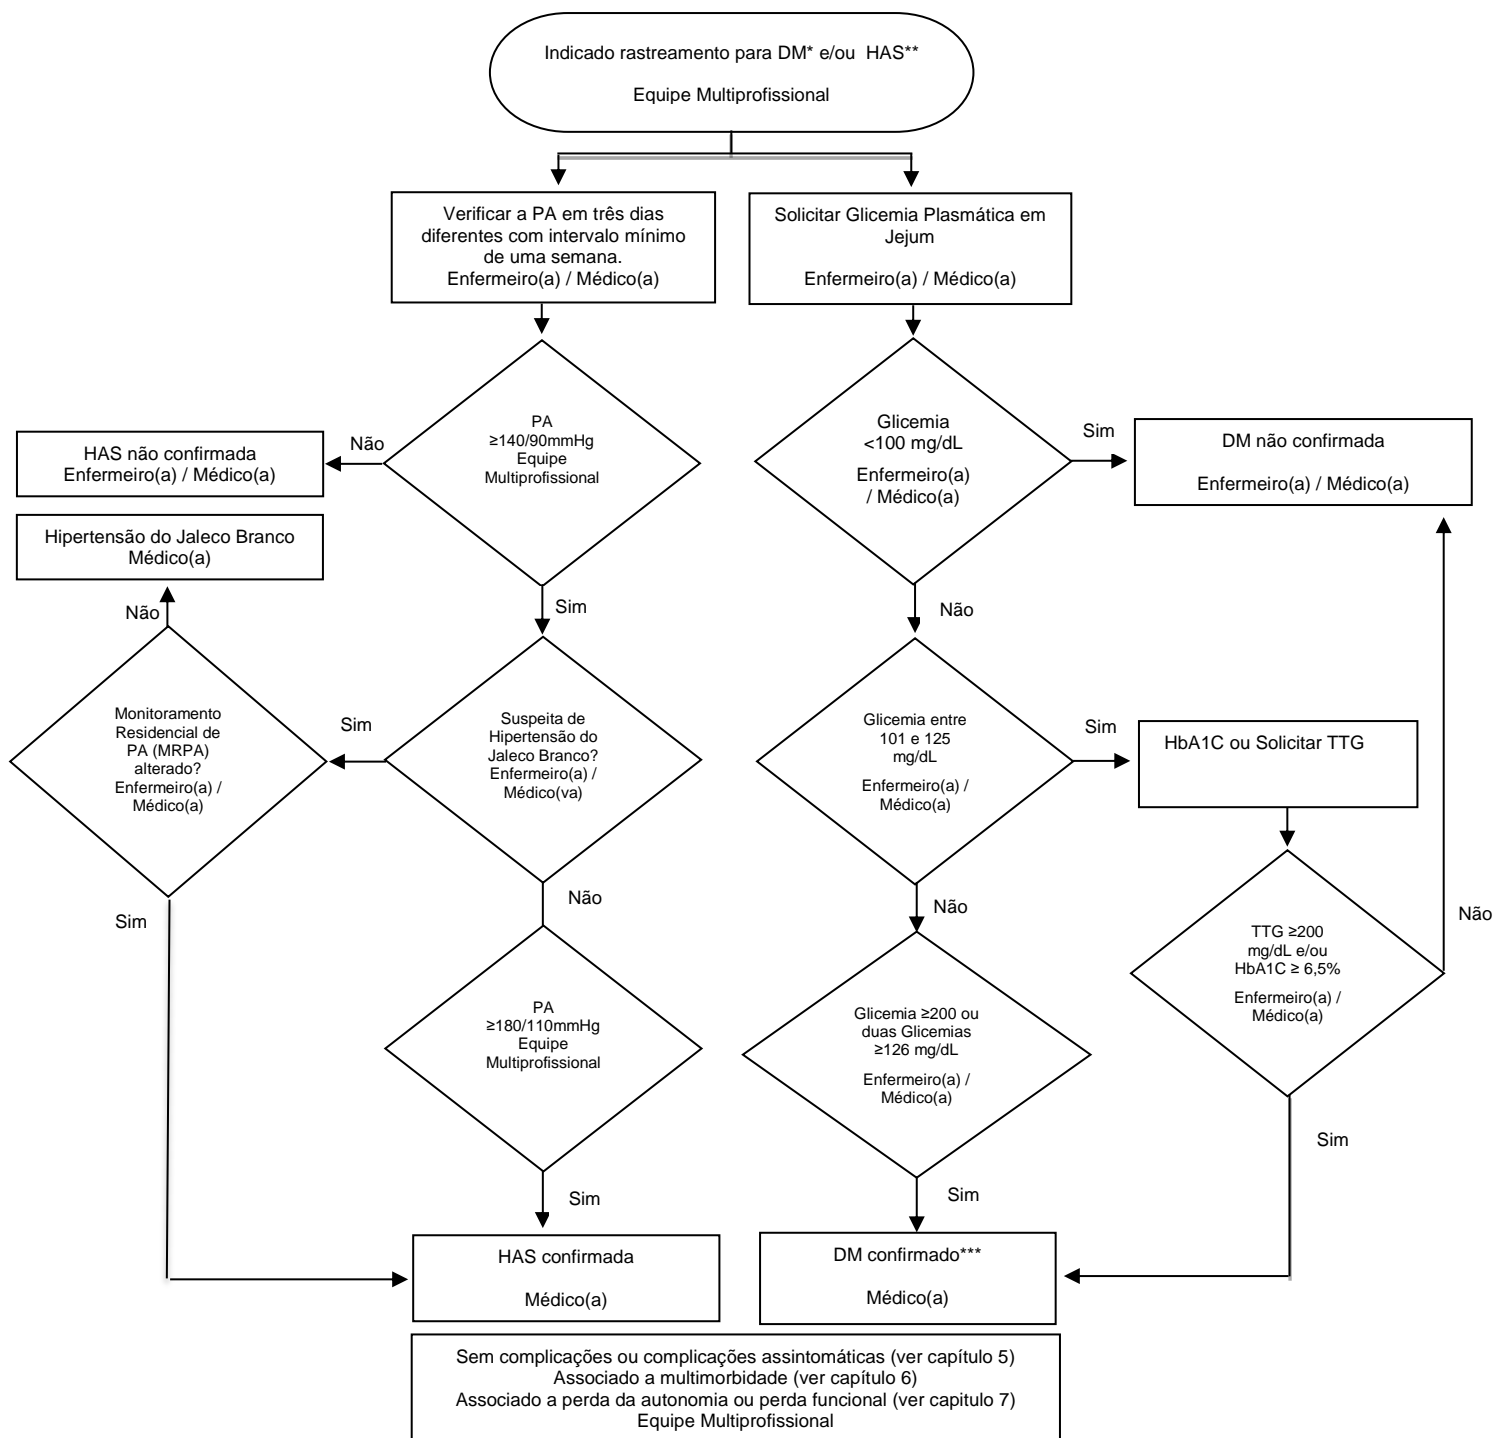 Indicado rastreamento para DM* e/ou  HAS**
Equipe Multiprofissional
Verificar a PA em três dias
diferentes com intervalo mínimo
de uma semana.
Enfermeiro(a) / Médico(a)
Solicitar Glicemia Plasmática em
Jejum
Enfermeiro(a) / Médico(a)
PA
≥140/90mmHg
Equipe
Multiprofissional
Não
HAS não confirmada
Enfermeiro(a) / Médico(a)
Glicemia
<100 mg/dL
Enfermeiro(a)
/ Médico(a)
Sim
DM não confirmada
Enfermeiro(a) / Médico(a)
Hipertensão do Jaleco Branco
Médico(a)
Não
Sim
Não
Monitoramento
Residencial de
PA (MRPA)
alterado?
Enfermeiro(a) /
Médico(a)
Sim
Suspeita de
Hipertensão do
Jaleco Branco?
Enfermeiro(a) /
Médico(va)
Glicemia entre
101 e 125
mg/dL
Enfermeiro(a) /
Médico(a)
Sim
HbA1C ou Solicitar TTG
Sim
Não
Não
Não
TTG ≥200
mg/dL e/ou
HbA1C ≥ 6,5%
Enfermeiro(a) /
Médico(a)
PA
≥180/110mmHg
Equipe
Multiprofissional
Glicemia ≥200 ou
duas Glicemias
≥126 mg/dL
Enfermeiro(a) /
Médico(a)
Sim
Sim
Sim
HAS confirmada
Médico(a)
DM confirmado***
Médico(a)
Sem complicações ou complicações assintomáticas (ver capítulo 5)
Associado a multimorbidade (ver capítulo 6)
Associado a perda da autonomia ou perda funcional (ver capitulo 7)
Equipe Multiprofissional